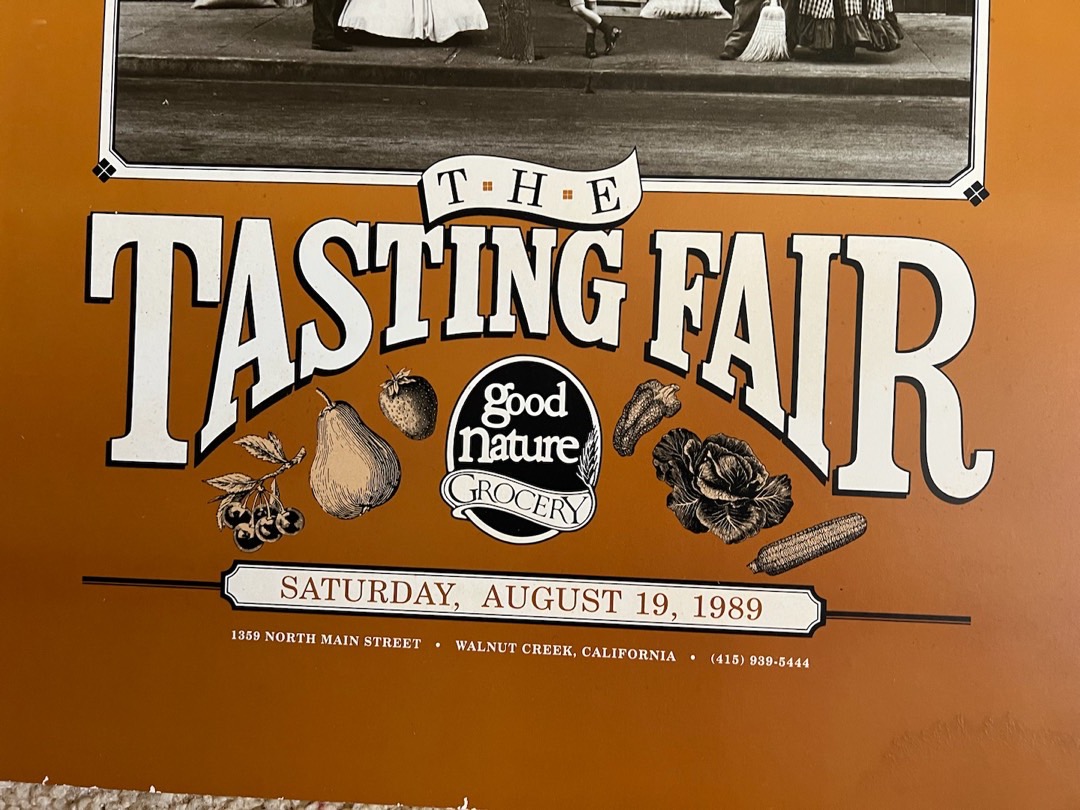 THE
TASTING FAIR
good
nature
GROCERY
SATURDAY, AUGUST 19, 1989
1359 NORTH MAIN STREET • WALNUT CREEK, CALIFORNIA • (415) 939-5444